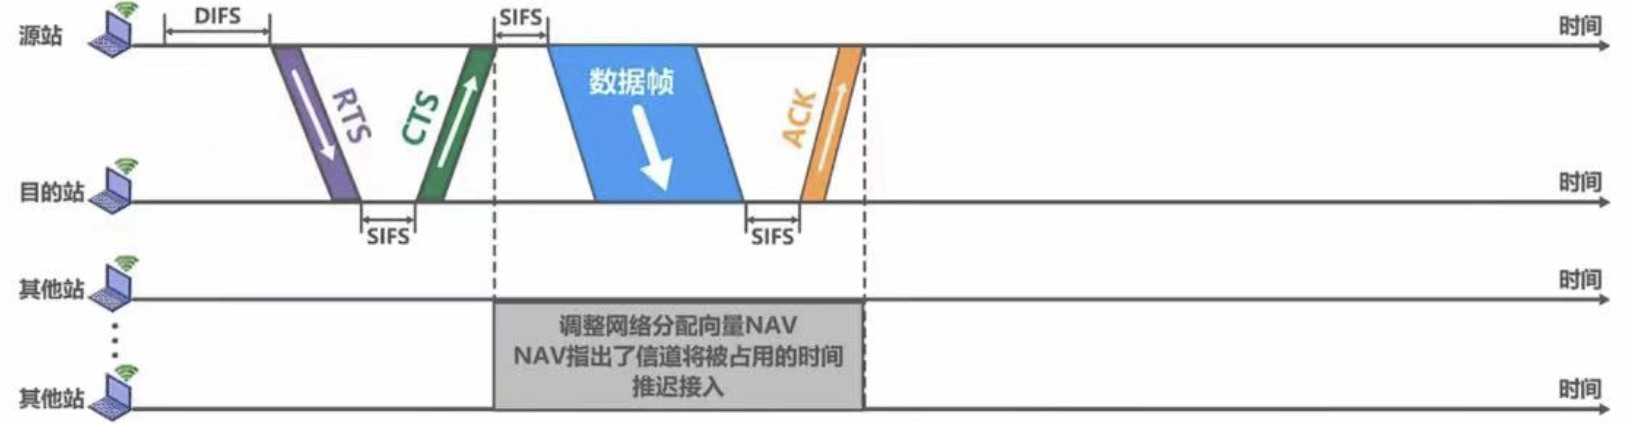 DIFS
SIFS
源站
时间
RTS
CTS
数据帧
ACK
目的站
时间
SIFS
SIFS
其他站
时间
调整网络分配向量NAV
NAV指出了信道将被占用的时间
推迟接入
其他站
时间